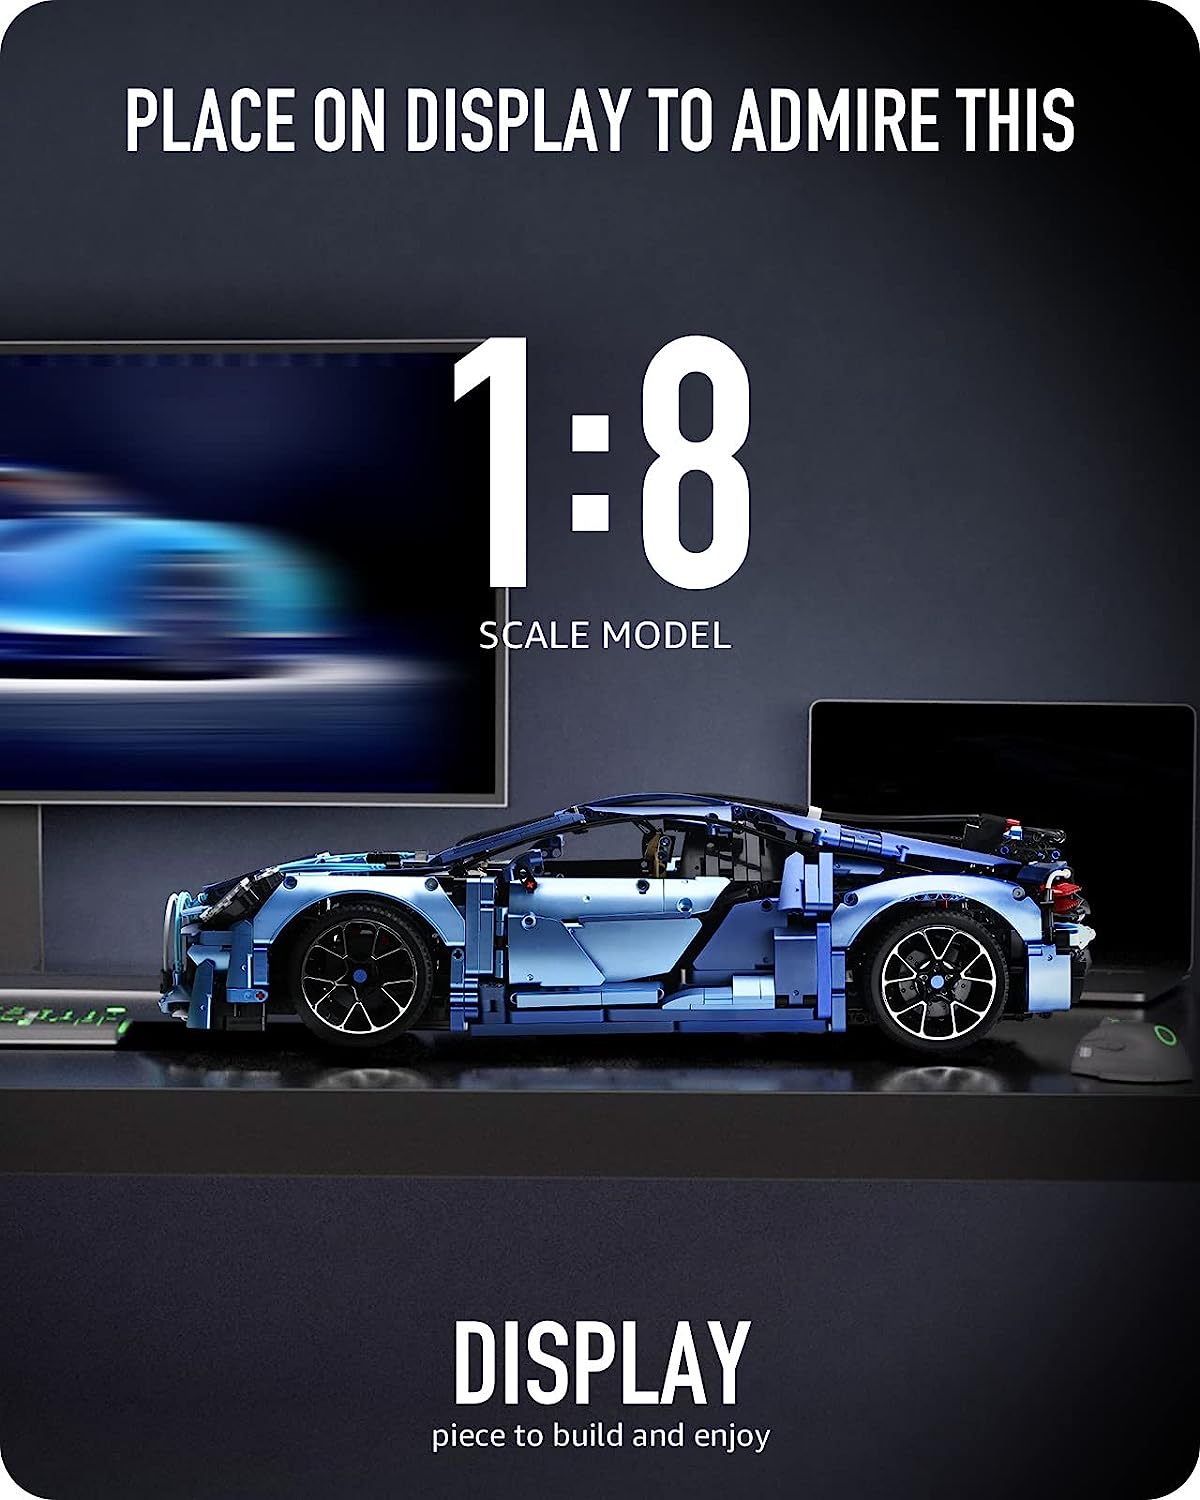 PLACE ON DISPLAY TO ADMIRE THIS
1:8
SCALE MODEL
DISPLAY
piece to build and enjoy